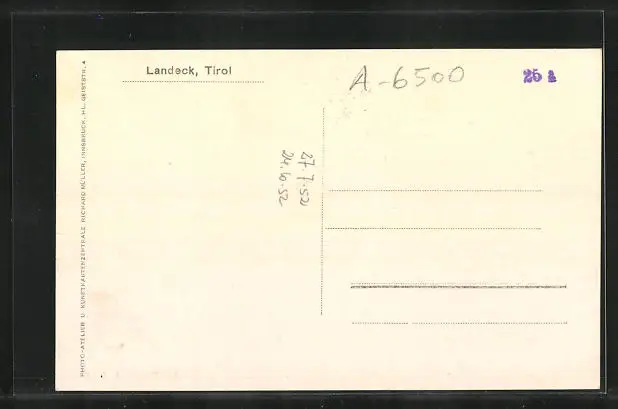 Landeck, Tirol
A-6500
25 a
27.7.52
24.6.52
PHOTO-ATELIER U. KUNSTKARTENZENTRALE RICHARD MÜLLER, INNSBRUCK, HL. GEISTSTR. 4